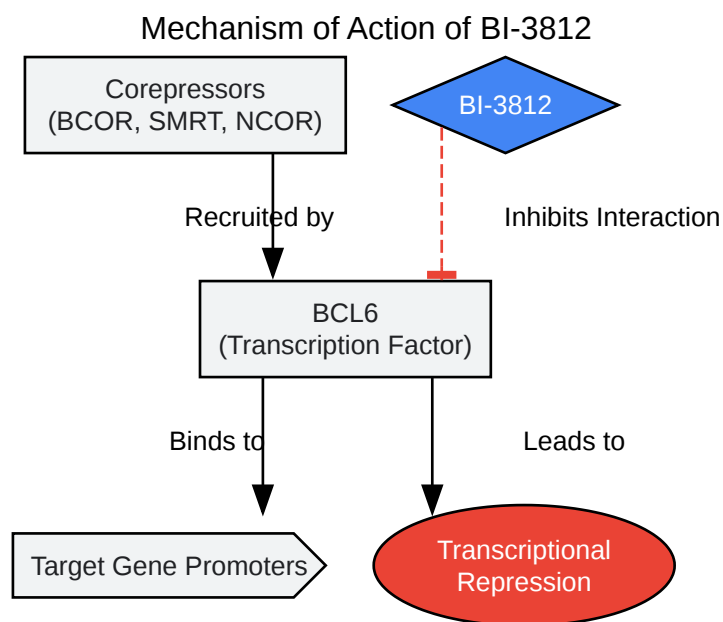 Mechanism of Action of BI-3812
Corepressors
(BCOR, SMRT, NCOR)
BI-3812
Recruited by
Inhibits Interaction
BCL6
(Transcription Factor)
Binds to
Leads to
Target Gene Promoters
Transcriptional
Repression